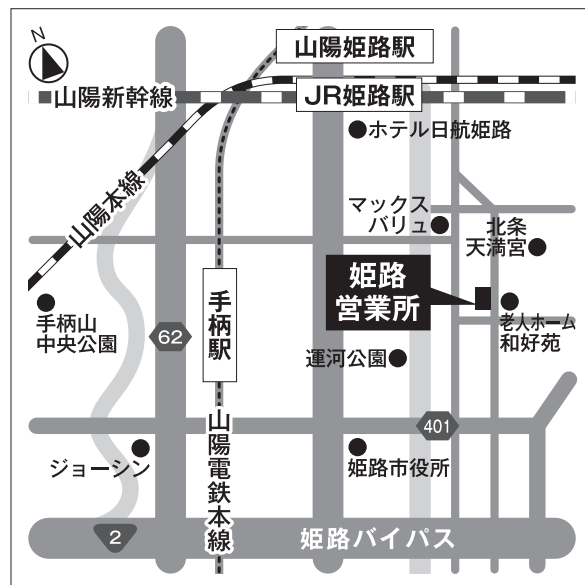 N
山陽姫路駅
山陽新幹線
JR姫路駅
ホテル日航姫路
山陽本線
マックス
バリュ
北条
天満宮
姫路
営業所
手柄山
中央公園
62
手柄駅
老人ホーム
和好苑
運河公園
401
山陽電鉄本線
ジョーシン
姫路市役所
2
姫路バイパス